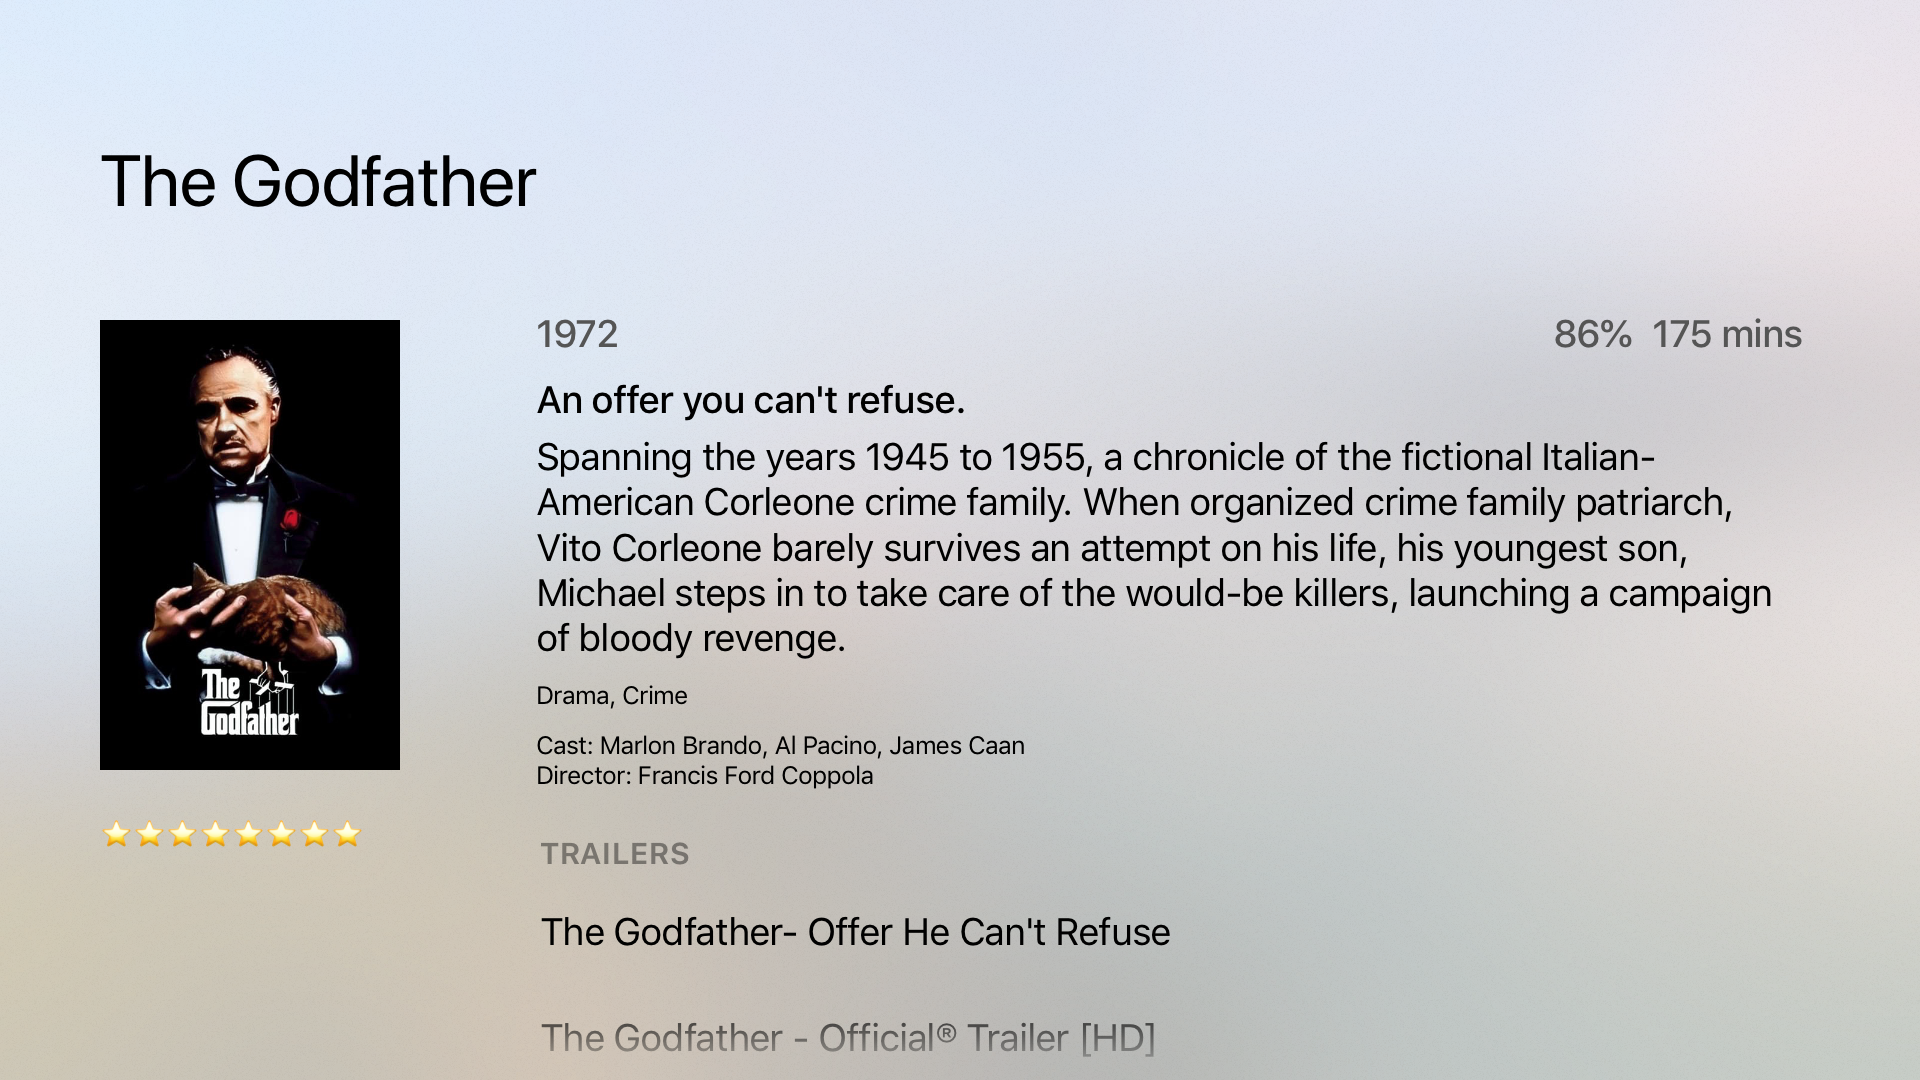 The Godfather
1972
86% 175 mins
An offer you can't refuse.
Spanning the years 1945 to 1955, a chronicle of the fictional Italian-
American Corleone crime family. When organized crime family patriarch,
Vito Corleone barely survives an attempt on his life, his youngest son,
Michael steps in to take care of the would-be killers, launching a campaign
of bloody revenge.
The
Godfather
Drama, Crime
Cast: Marlon Brando, Al Pacino, James Caan
Director: Francis Ford Coppola
TRAILERS
The Godfather- Offer He Can't Refuse
The Godfather - Official® Trailer [HD]